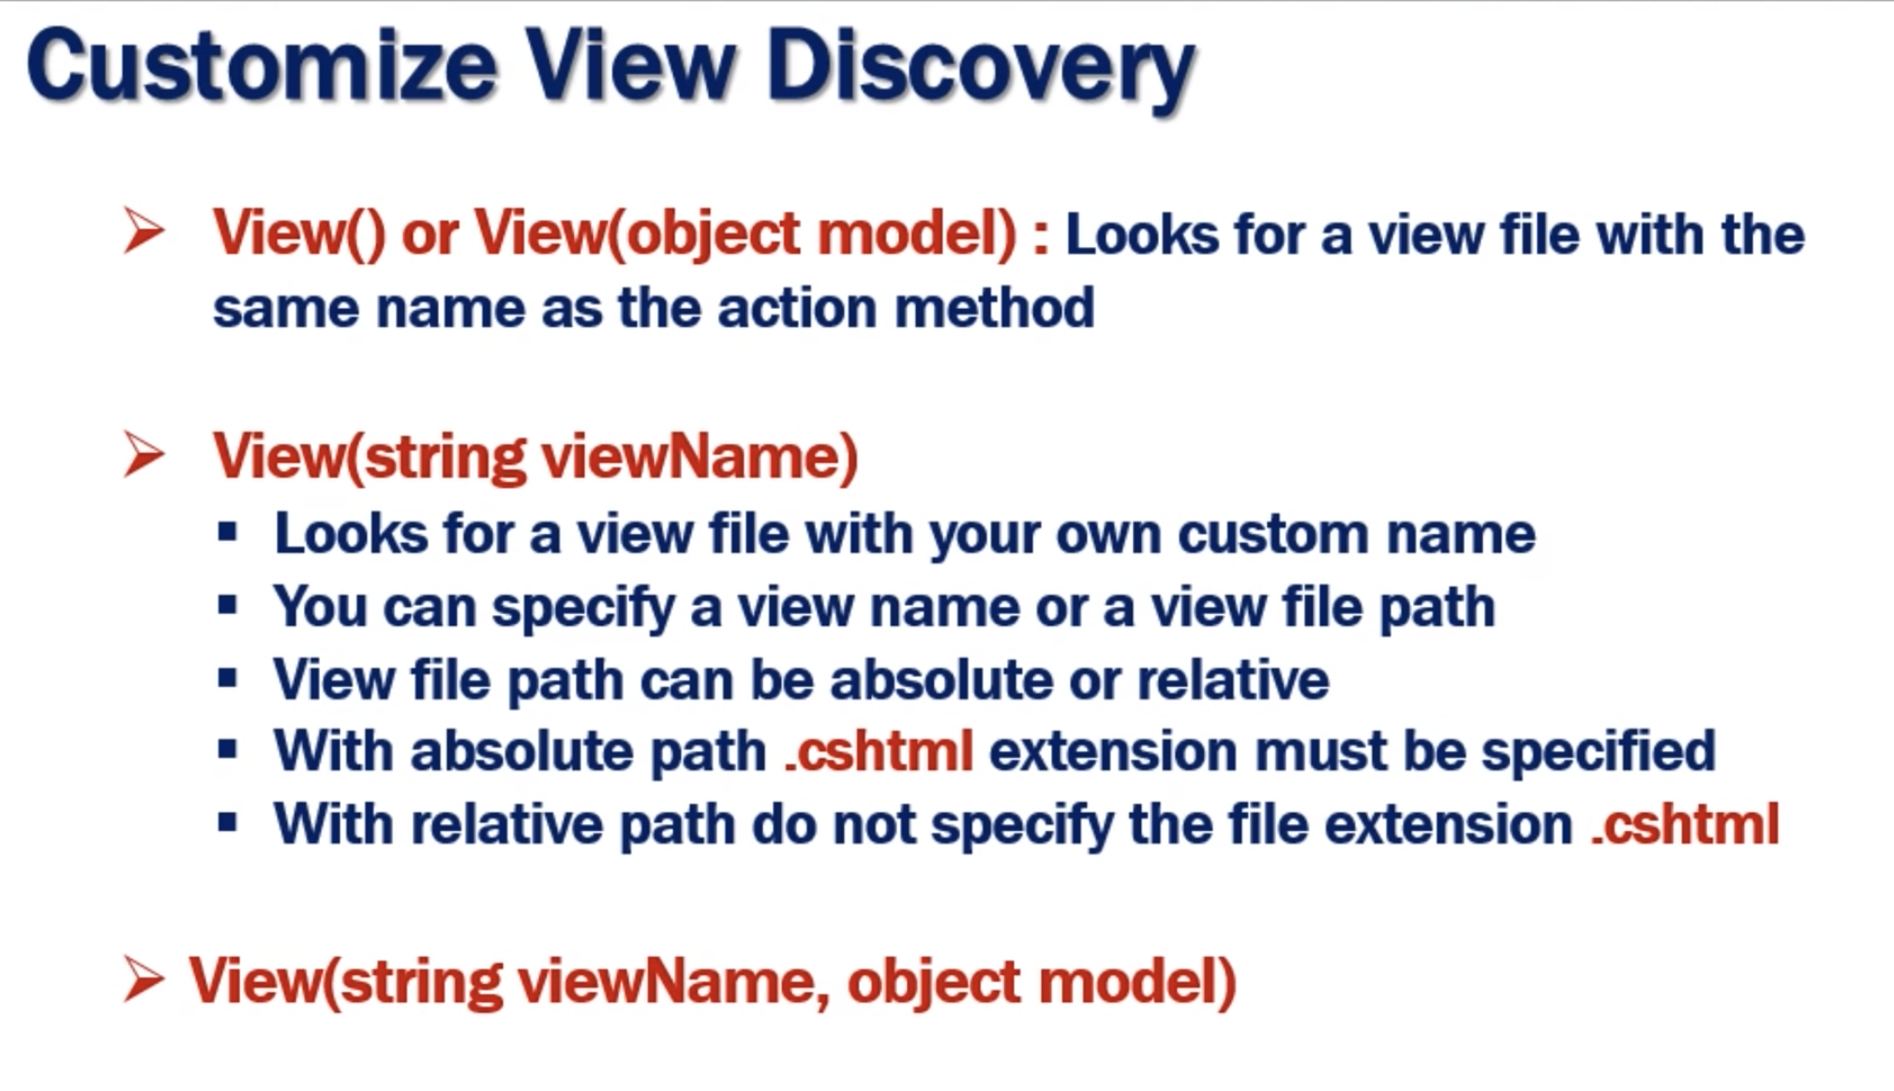 Customize View Discovery
View() or View(object model) : Looks for a view file with the
same name as the action method
View(string viewName)
Looks for a view file with your own custom name
You can specify a view name or a view file path
View file path can be absolute or relative
With absolute path .cshtml extension must be specified
With relative path do not specify the file extension .cshtml
View(string viewName, object model)